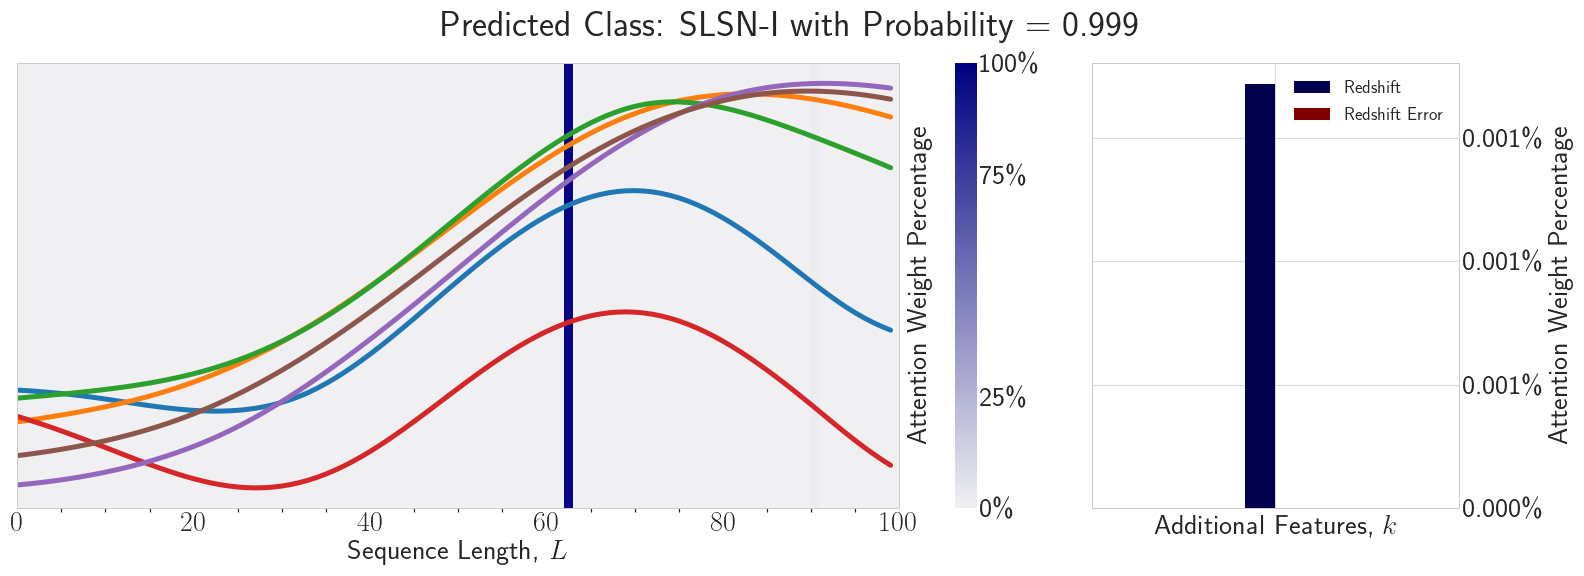 Predicted Class: SLSN-I with Probability = 0.999
0 20 40 60 80 100
Sequence Length, L
100%
75%
25%
0%
Attention Weight Percentage
Redshift
Redshift Error
0.001%
0.001%
0.001%
0.000%
Additional Features, k
Attention Weight Percentage